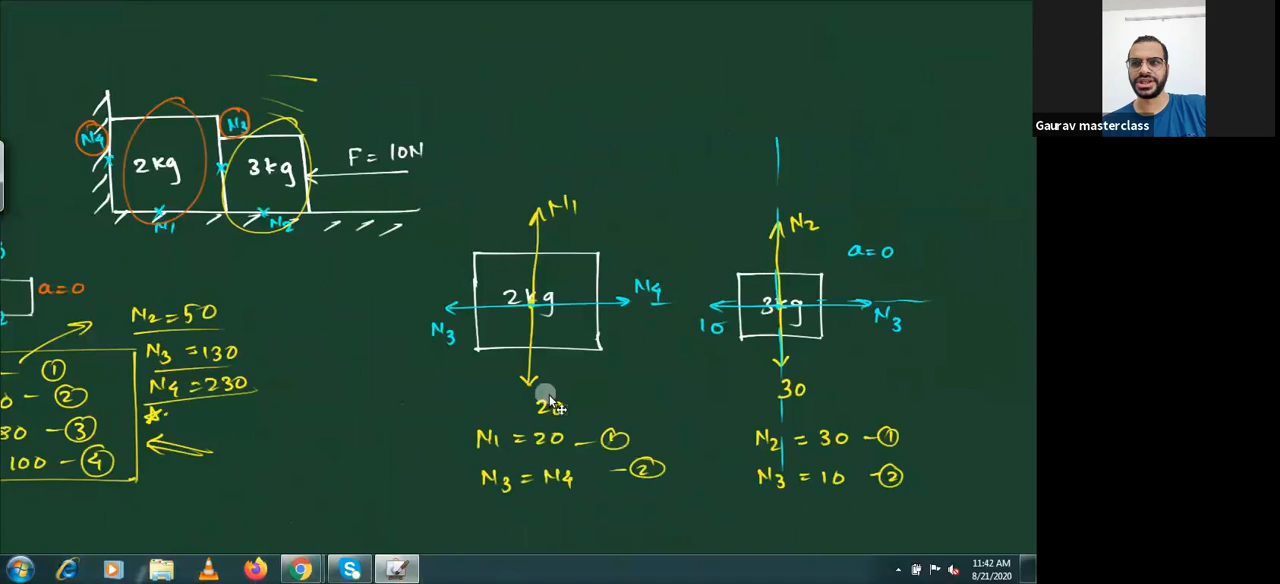 N4
N3
2kg
3kg
F = 10N
N1
N2
a=0
N2 = 50
N3 = 130
N4 = 230
①
②
30 - ③
100 - ④
N1
2kg
N4
N3
20
N1 = 20 - ①
N3 = N4 - ②
N2
a=0
3kg
10
N3
30
N2 = 30 - ①
N3 = 10 - ②
Gaurav masterclass
11:42 AM
8/21/2020